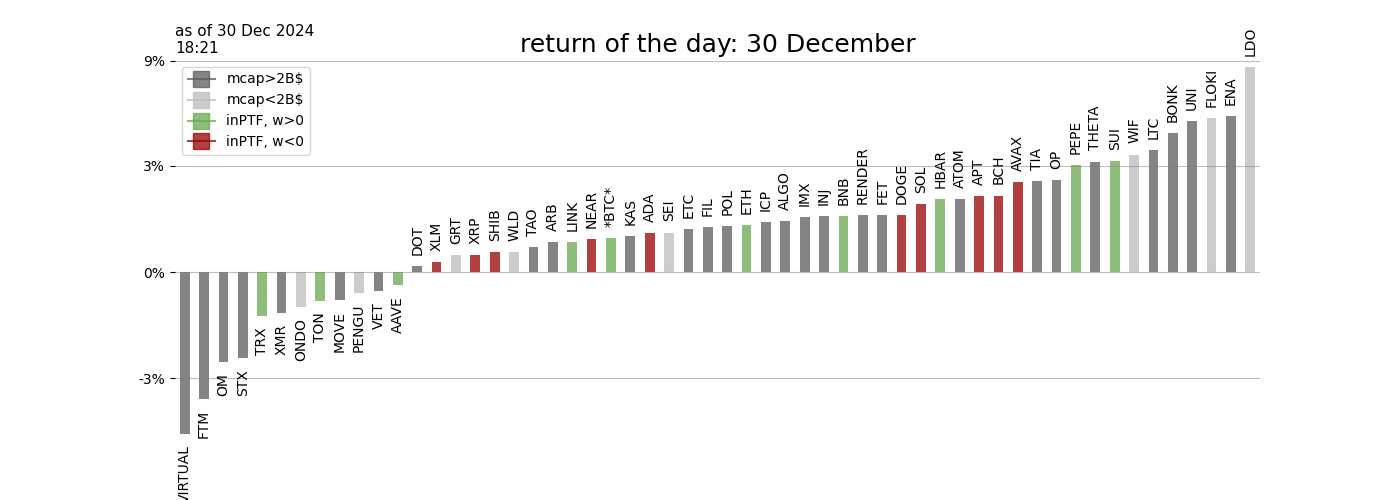 as of 30 Dec 2024
18:21
return of the day: 30 December
9%
3%
0%
-3%
mcap>2B$
mcap<2B$
inPTF, w>0
inPTF, w<0
VIRTUAL
FTM
OM
STX
TRX
XMR
ONDO
TON
MOVE
PENGU
VET
AAVE
DOT
XLM
GRT
XRP
SHIB
WLD
TAO
ARB
LINK
NEAR
*BTC*
KAS
ADA
SEI
ETC
FIL
POL
ETH
ICP
ALGO
IMX
INJ
BNB
RENDER
FET
DOGE
SOL
HBAR
ATOM
APT
BCH
AVAX
TIA
OP
PEPE
THETA
SUI
WIF
LTC
BONK
UNI
FLOKI
ENA
LDO